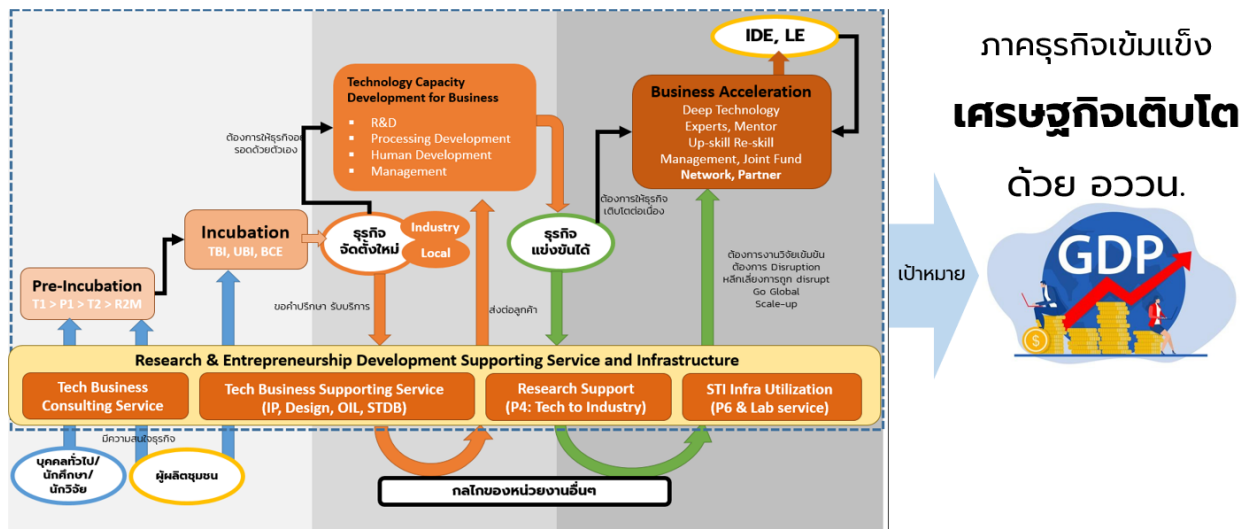 IDE, LE
Technology Capacity
Development for Business
▪ R&D
▪ Processing Development
▪ Human Development
▪ Management
Business Acceleration
Deep Technology
Experts, Mentor
Up-skill Re-skill
Management, Joint Fund
Network, Partner
ต้องการให้ธุรกิจอยู่
รอดด้วยตัวเอง
ต้องการให้ธุรกิจ
เติบโตต่อเนื่อง
Incubation
TBI, UBI, BCE
ธุรกิจ
จัดตั้งใหม่
Industry
Local
ธุรกิจ
แข่งขันได้
Pre-Incubation
T1 > P1 > T2 > R2M
ขอคำปรึกษา รับบริการ
ส่งต่อลูกค้า
ต้องการงานวิจัยเข้มข้น
ต้องการ Disruption
หลีกเลี่ยงการถูก disrupt
Go Global
Scale-up
Research & Entrepreneurship Development Supporting Service and Infrastructure
Tech Business
Consulting Service
Tech Business Supporting Service
(IP, Design, OIL, STDB)
Research Support
(P4: Tech to Industry)
STI Infra Utilization
(P6 & Lab service)
มีความสนใจธุรกิจ
บุคคลทั่วไป/
นักศึกษา/
นักวิจัย
ผู้ผลิตชุมชน
กลไกของหน่วยงานอื่นๆ
เป้าหมาย
ภาคธุรกิจเข้มแข็ง
เศรษฐกิจเติบโต
ด้วย อววน.
GDP
$